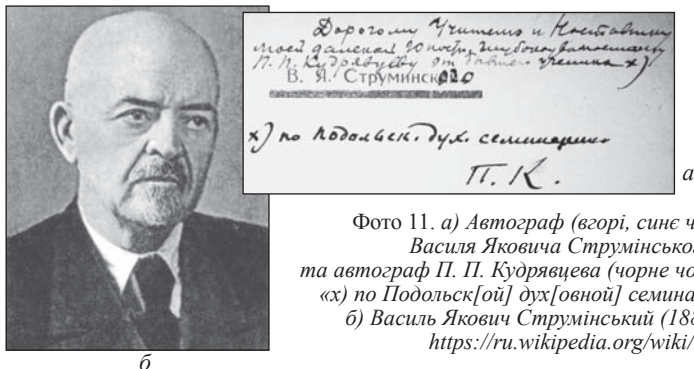 Дорогому Учителю и Наставнику
моей далекой юности, глубокоуважаемому
П. П. Кудрявцеву от бывшего ученика х)
В. Я. Струминского
х) по Подольск. дух. семинарии.
П. К.
а
Фото 11. а) Автограф (вгорі, синє ч
Василя Яковича Струмінсько
та автограф П. П. Кудрявцева (чорне чо
«х) по Подольск[ой] дух[овной] семина
б) Василь Якович Струмінський (188
https://ru.wikipedia.org/wiki/
б